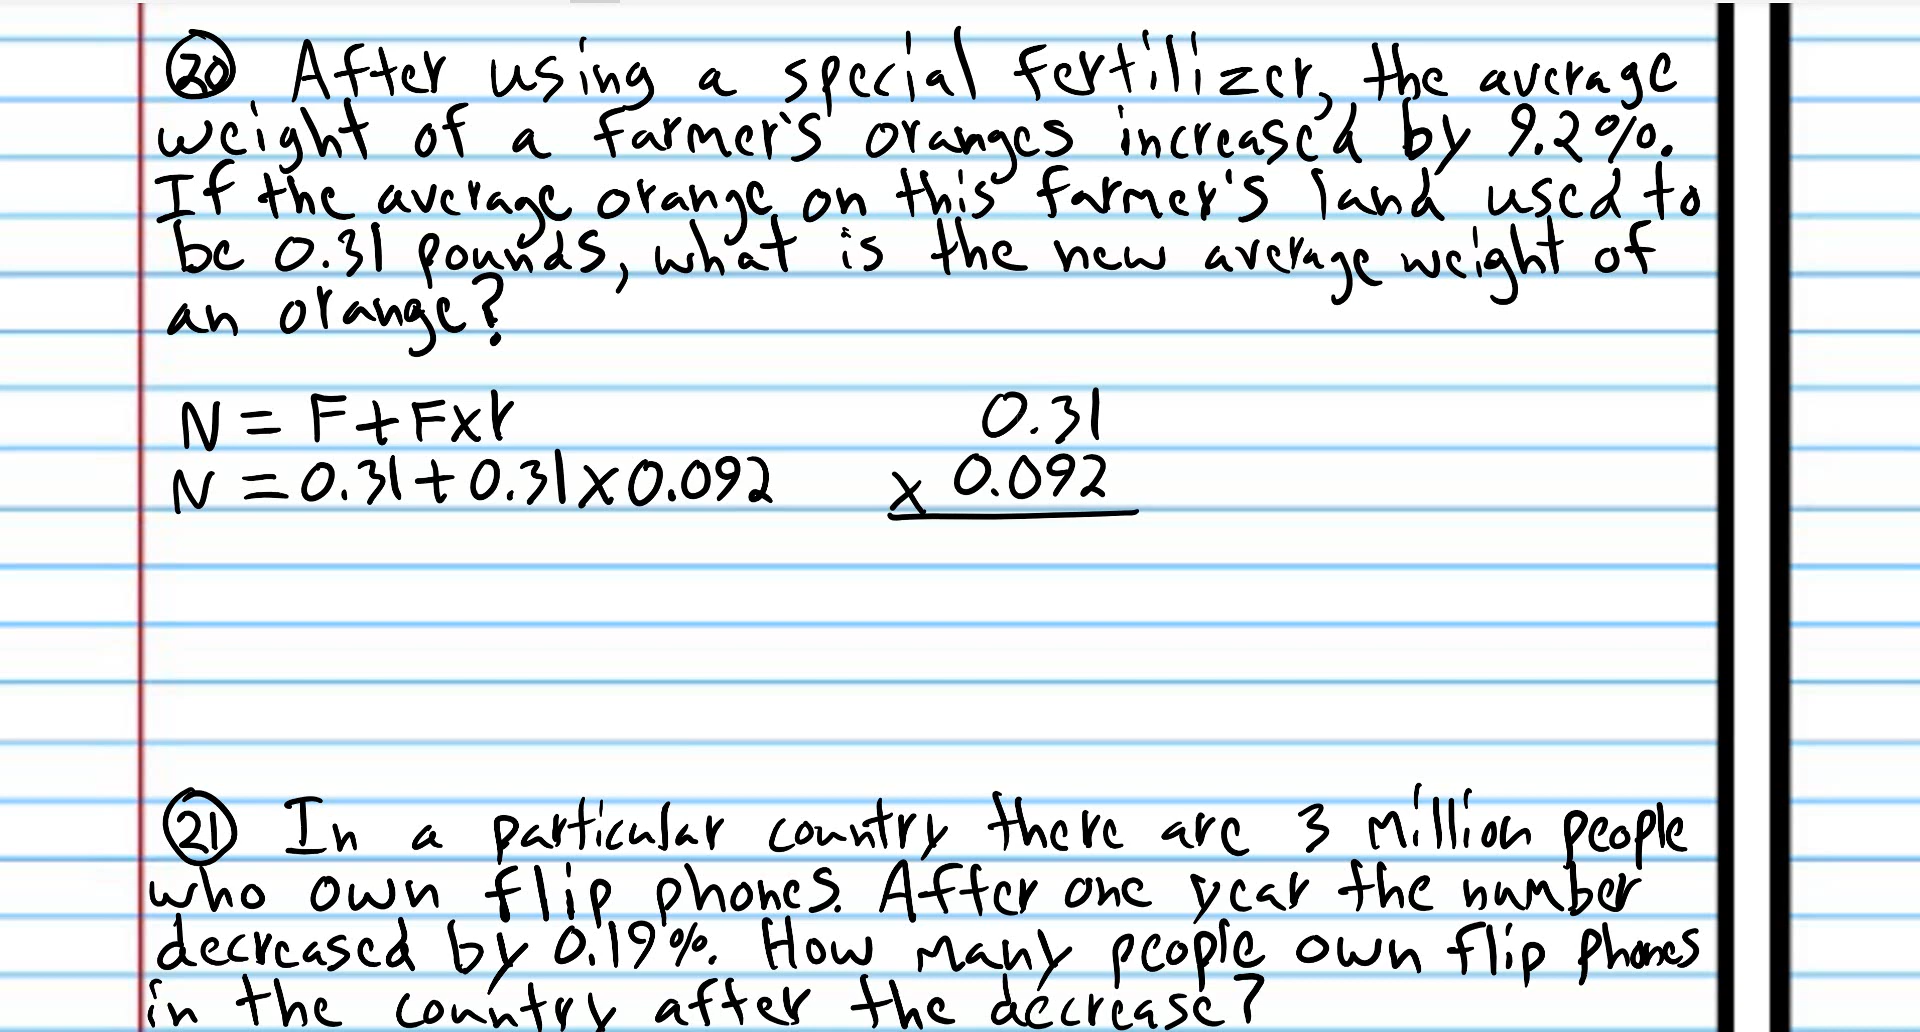 20 After using a special fertilizer, the average
weight of a farmer's oranges increased by 9.2%.
If the average orange on this farmer's land used to
be 0.31 pounds, what is the new average weight of
an orange?
N = F + F x r
0.31
N = 0.31 + 0.31 x 0.092
x 0.092
21 In a particular country there are 3 million people
who own flip phones. After one year the number
decreased by 0.19%. How many people own flip phones
in the country after the decrease?